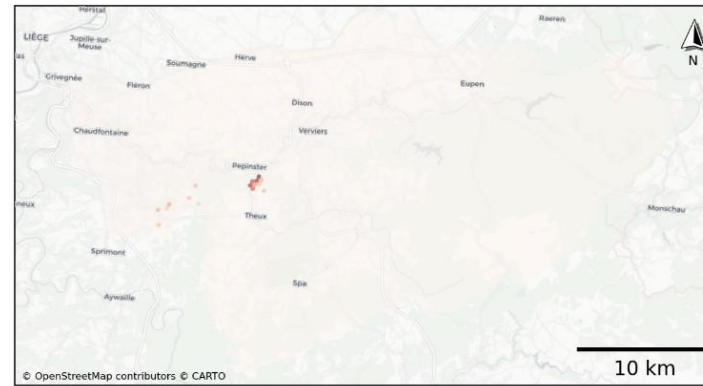 Herstal
Raeren
LIÈGE
Jupille-sur-
Meuse
Herve
Soumagne
N
las
Grivegnée
Fléron
Eupen
Dison
Chaudfontaine
Verviers
Pepinster
neux
Theux
Monschau
Sprimont
Spa
Aywaille
10 km
© OpenStreetMap contributors © CARTO